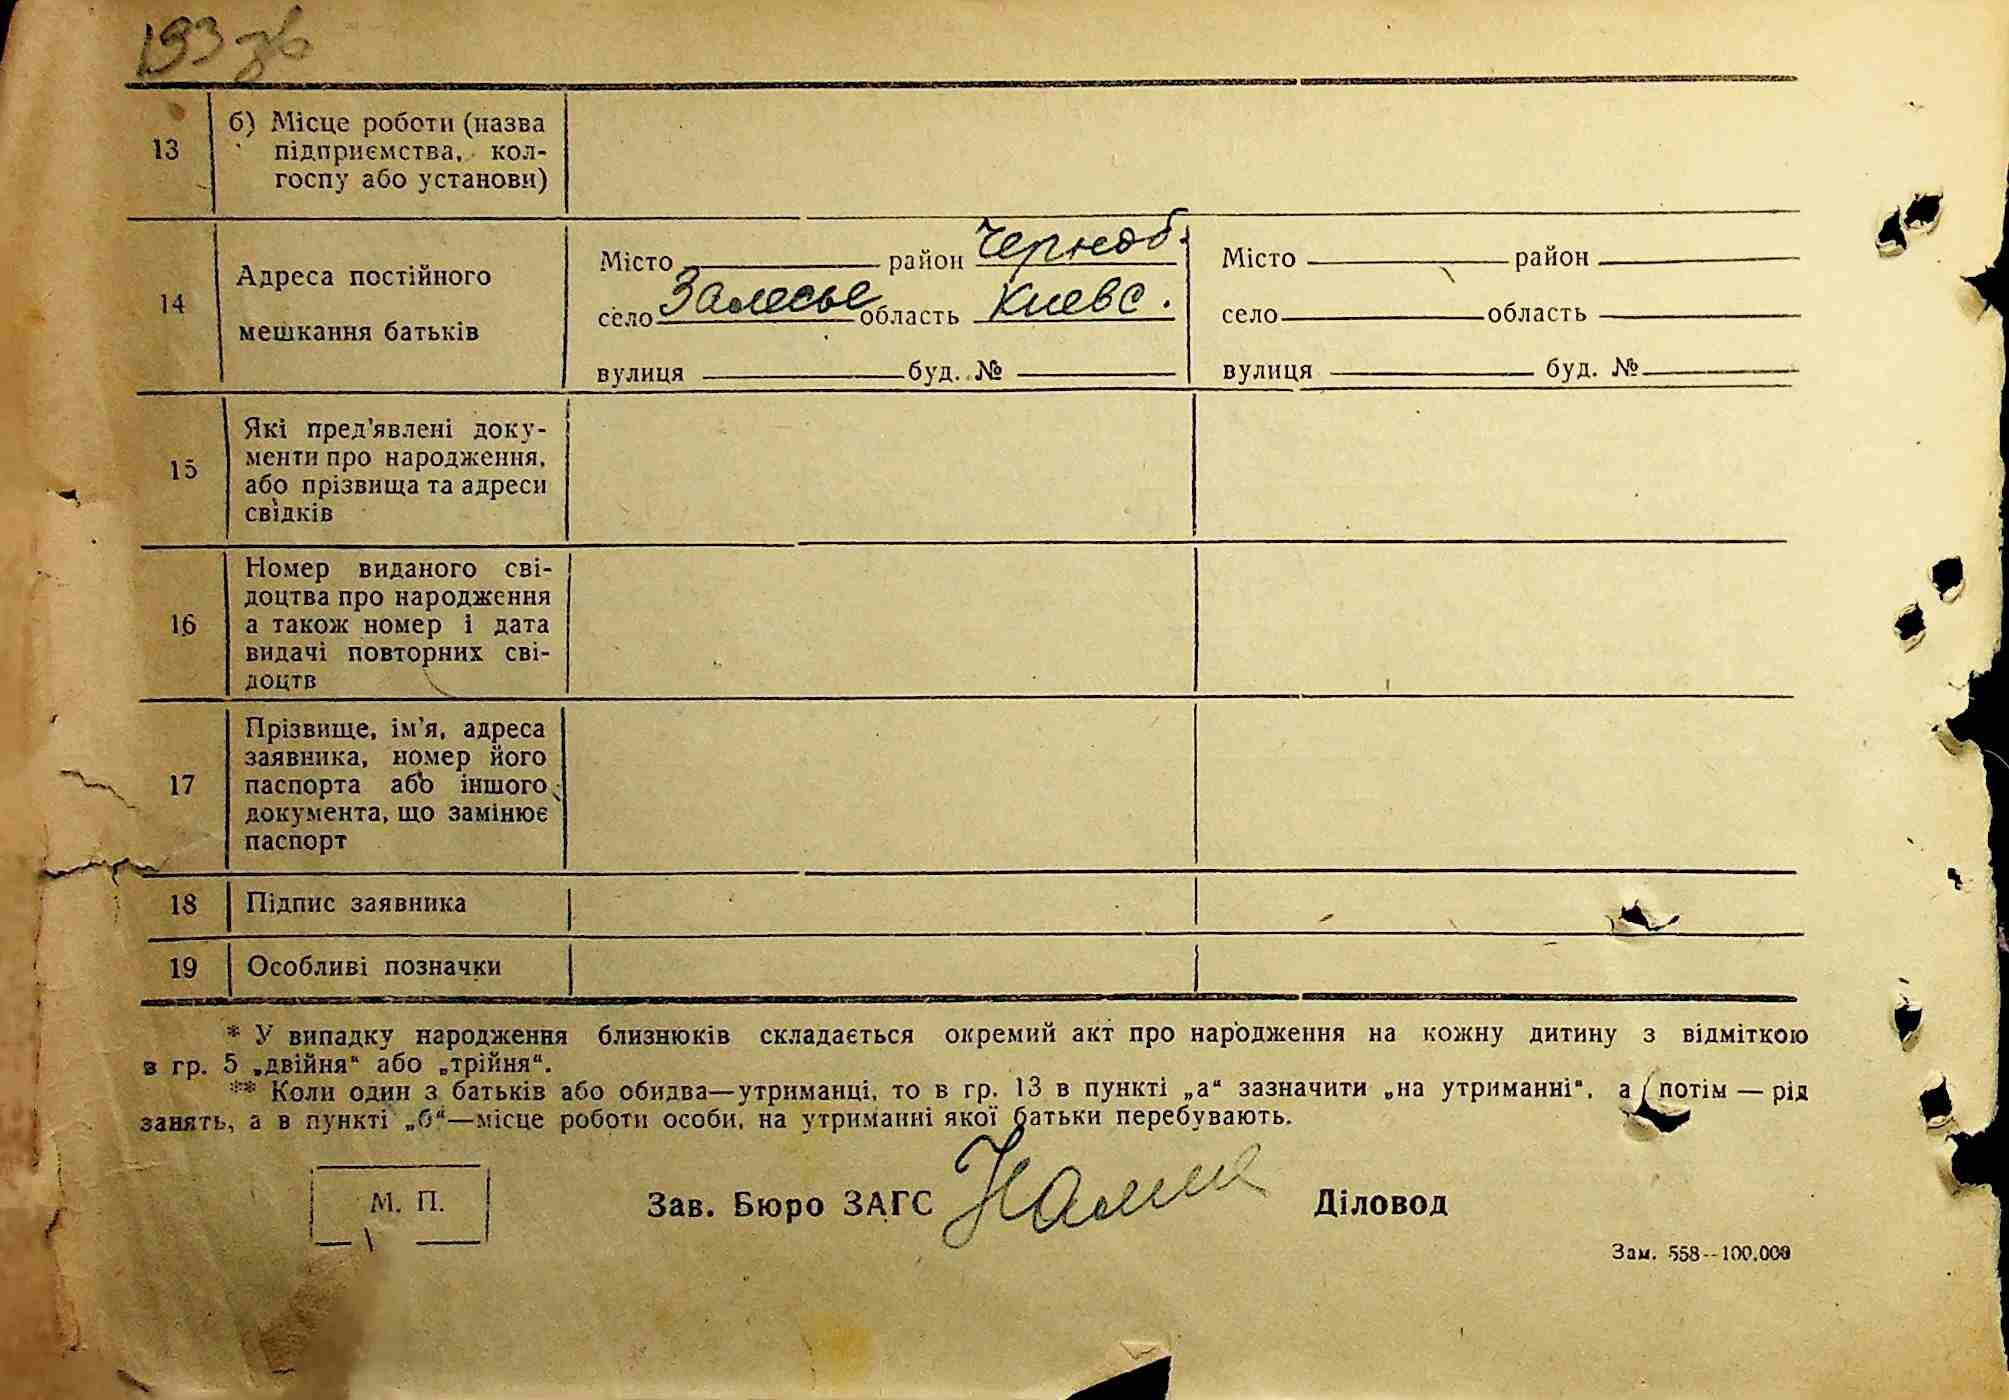 193 зв
13
б) Місце роботи (назва
підприємства, кол-
госпу або установи)
14
Адреса постійного
мешкання батьків
Місто район Черноб.
село Залесье область Киевс.
вулиця буд. №
Місто район
село область
вулиця буд. №
15
Які пред'явлені доку-
менти про народження,
або прізвища та адреси
свідків
16
Номер виданого сві-
доцтва про народження
а також номер і дата
видачі повторних сві-
доцтв
17
Прізвище, ім'я, адреса
заявника, номер його
паспорта або іншого
документа, що замінює
паспорт
18
Підпис заявника
19
Особливі позначки
* У випадку народження близнюків складається окремий акт про народження на кожну дитину з відміткою
в гр. 5 „двійня“ або „трійня“.
** Коли один з батьків або обидва—утриманці, то в гр. 13 в пункті „а“ зазначити „на утриманні“, а потім — рід
занять, а в пункті „б“—місце роботи особи, на утриманні якої батьки перебувають.
М. П.
Зав. Бюро ЗАГС
Діловод
Зам. 558--100.000